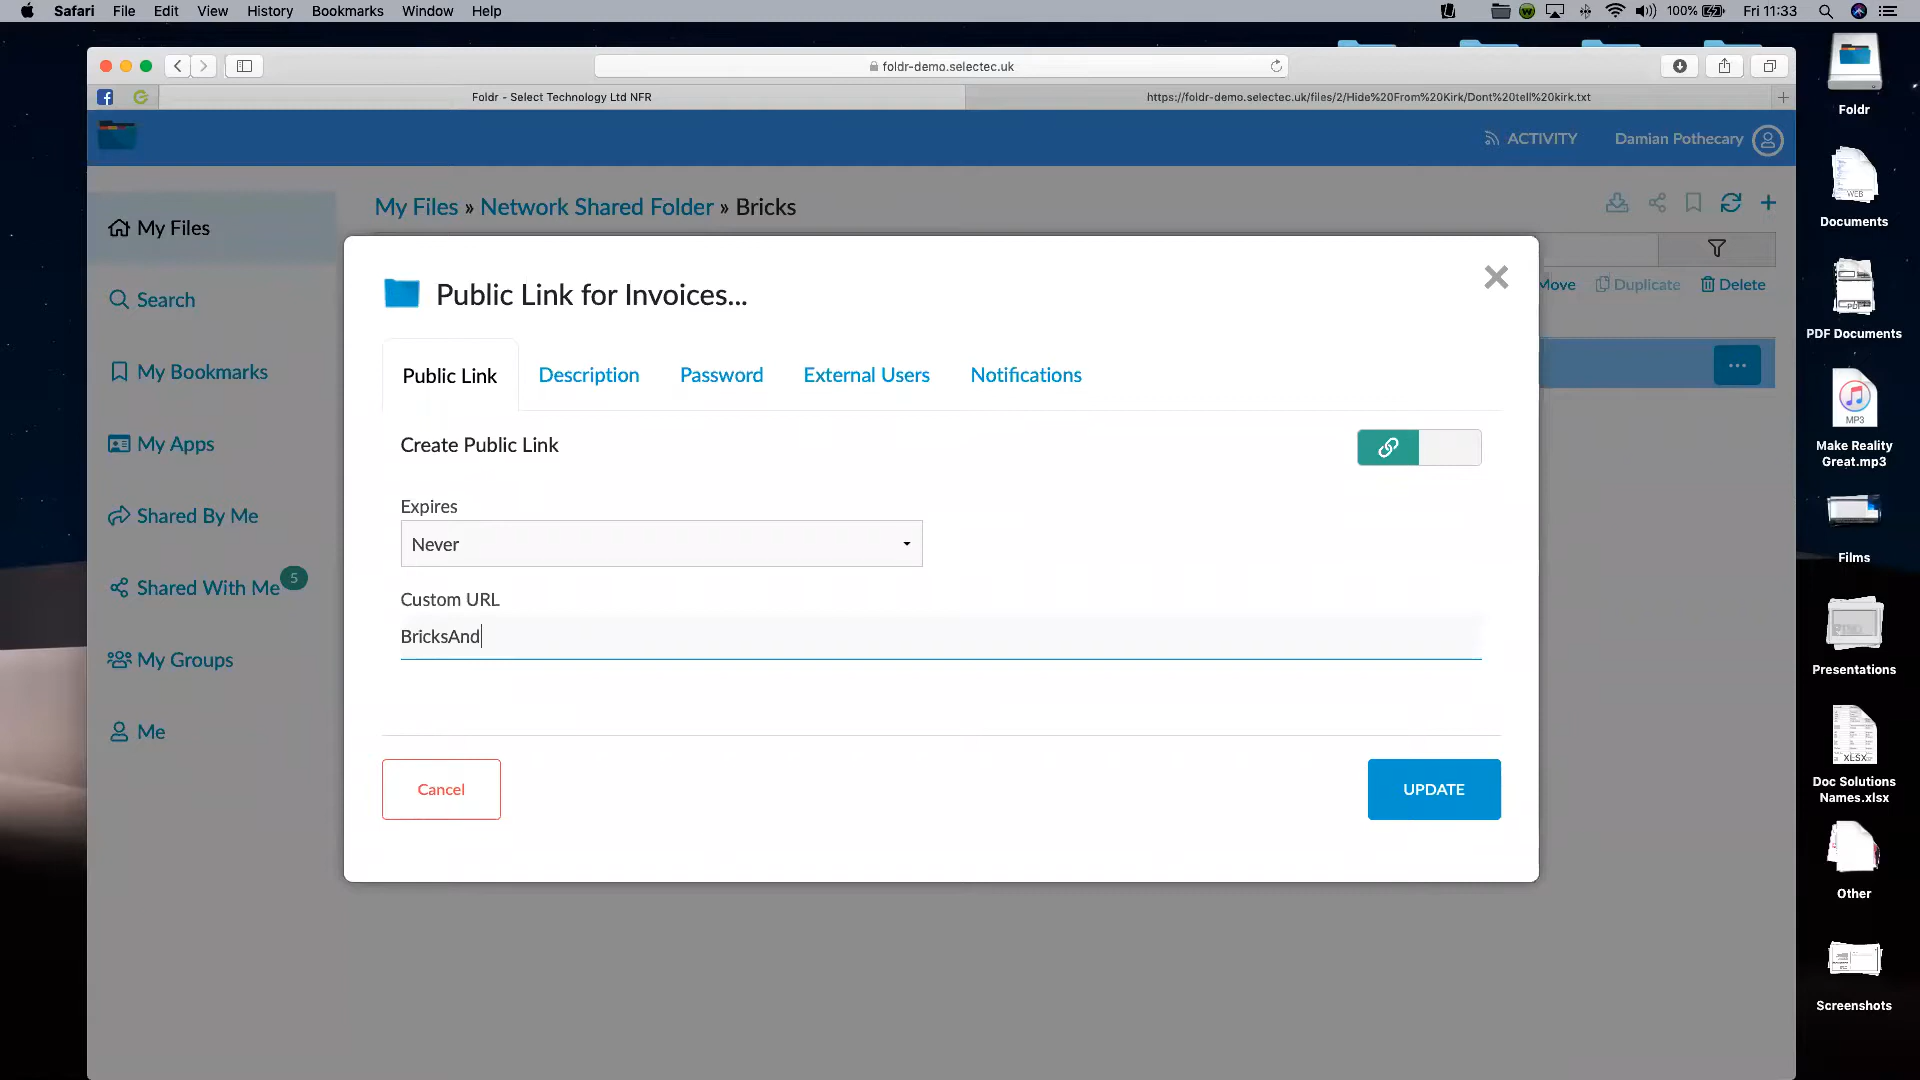 Safari File Edit View History Bookmarks Window Help 100% Fri 11:33
foldr-demo.selectec.uk
Foldr - Select Technology Ltd NFR
https://foldr-demo.selectec.uk/files/2/Hide%20From%20Kirk/Dont%20tell%20kirk.txt
ACTIVITY Damian Pothecary
My Files » Network Shared Folder » Bricks
Move Duplicate Delete
My Files
Search
My Bookmarks
My Apps
Shared By Me
Shared With Me 5
My Groups
Me
Public Link for Invoices...
Public Link Description Password External Users Notifications
Create Public Link
Expires
Never
Custom URL
BricksAnd
Cancel UPDATE
Foldr
WEB
Documents
PDF
PDF Documents
MP3
Make Reality
Great.mp3
Films
Presentations
XLSX
Doc Solutions
Names.xlsx
Other
Screenshots